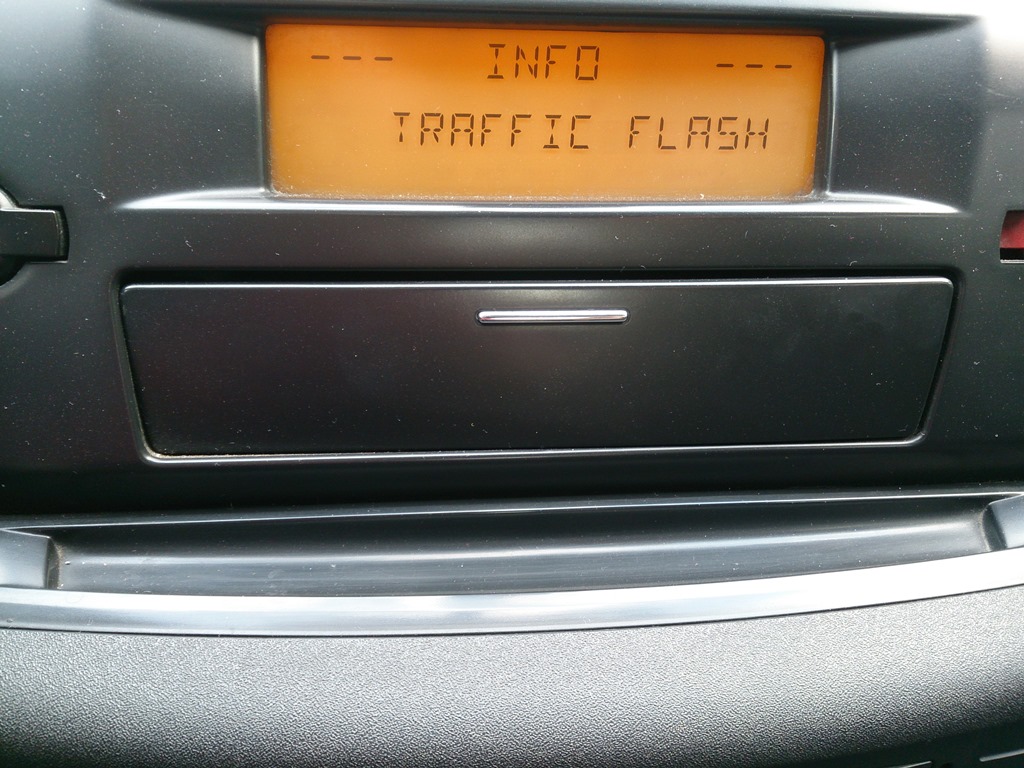 --- INFO ---
TRAFFIC FLASH